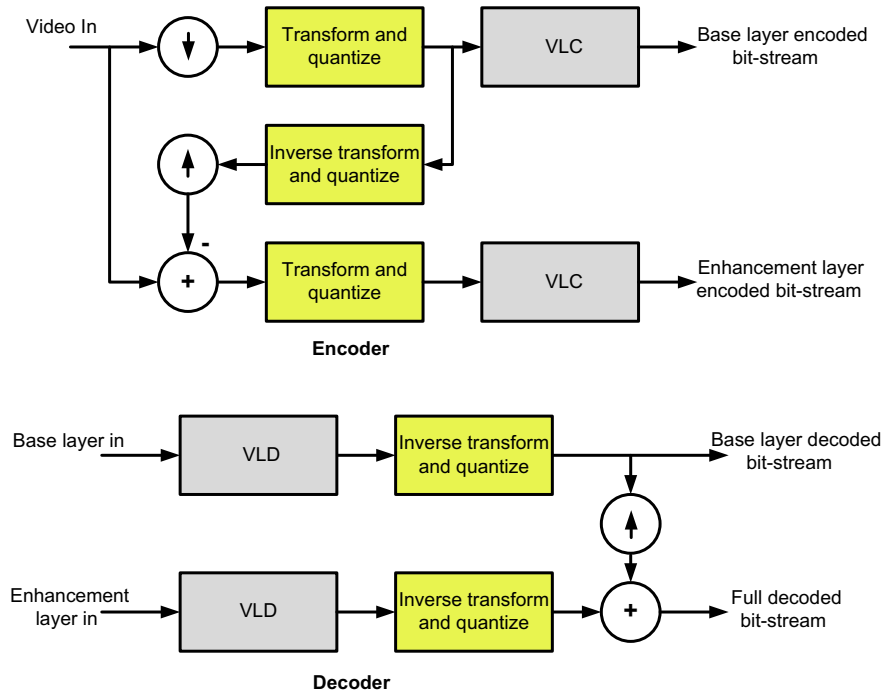 Video In
Transform and
quantize
VLC
Base layer encoded
bit-stream
Inverse transform
and quantize
-
+
Transform and
quantize
VLC
Enhancement layer
encoded bit-stream
Encoder
Base layer in
VLD
Inverse transform
and quantize
Base layer decoded
bit-stream
Enhancement
layer in
VLD
Inverse transform
and quantize
+
Full decoded
bit-stream
Decoder